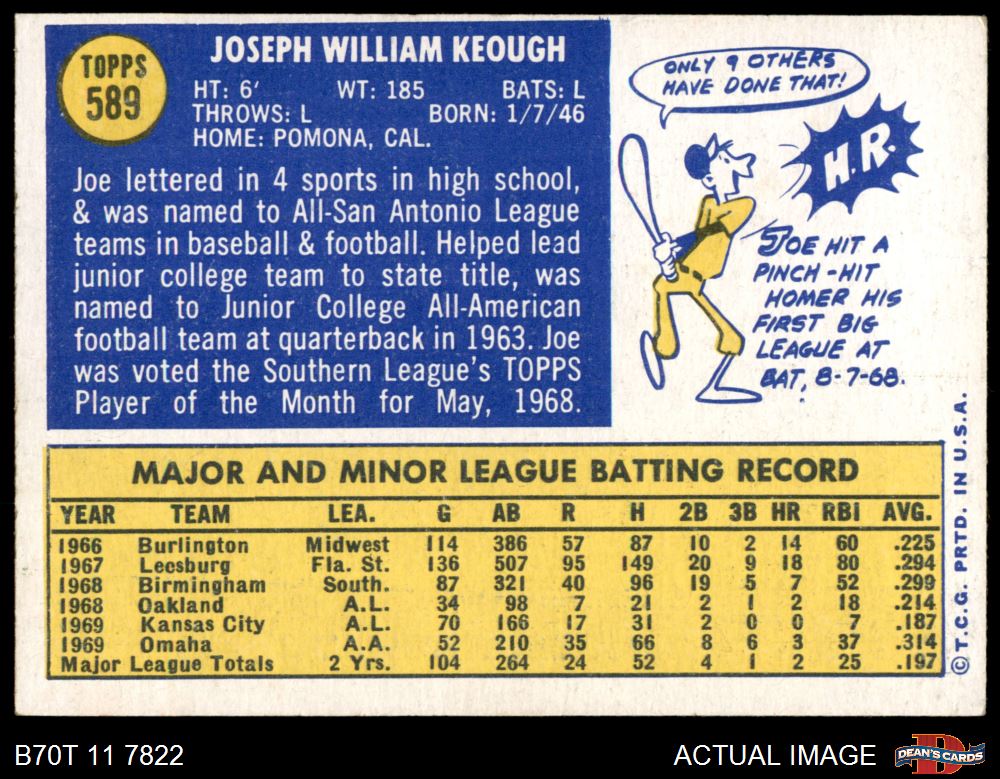 TOPPS
589
JOSEPH WILLIAM KEOUGH
HT: 6' WT: 185 BATS: L
THROWS: L BORN: 1/7/46
HOME: POMONA, CAL.
Joe lettered in 4 sports in high school,
& was named to All-San Antonio League
teams in baseball & football. Helped lead
junior college team to state title, was
named to Junior College All-American
football team at quarterback in 1963. Joe
was voted the Southern League's TOPPS
Player of the Month for May, 1968.
ONLY 9 OTHERS
HAVE DONE THAT!
H.R.
JOE HIT A
PINCH-HIT
HOMER HIS
FIRST BIG
LEAGUE AT
BAT, 8-7-68.
MAJOR AND MINOR LEAGUE BATTING RECORD
YEAR TEAM LEA. G AB R H 2B 3B HR RBI AVG.
1966 Burlington Midwest 114 386 57 87 10 2 14 60 .225
1967 Leesburg Fla. St. 136 507 95 149 20 9 18 80 .294
1968 Birmingham South. 87 321 40 96 19 5 7 52 .299
1968 Oakland A.L. 34 98 7 21 2 1 2 18 .214
1969 Kansas City A.L. 70 166 17 31 2 0 0 7 .187
1969 Omaha A.A. 52 210 35 66 8 6 3 37 .314
Major League Totals 2 Yrs. 104 264 24 52 4 1 2 25 .197
©T.C.G. PRTD. IN U.S.A.
B70T 11 7822
ACTUAL IMAGE
DEAN'S CARDS